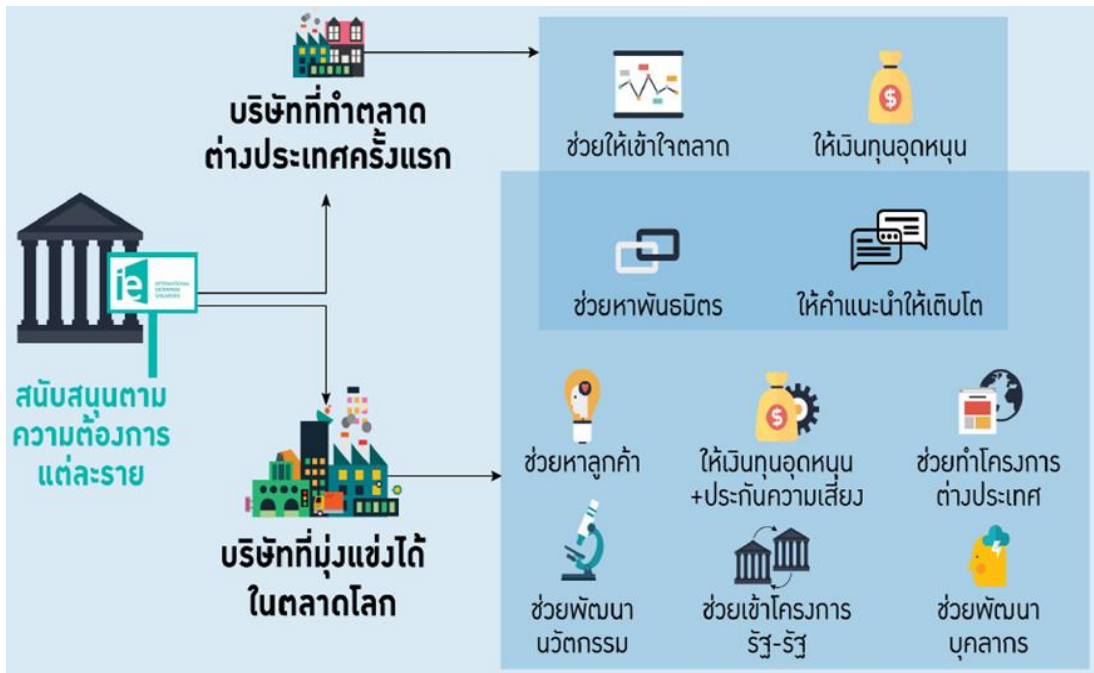 บริษัทที่ทำตลาด
ต่างประเทศครั้งแรก
ช่วยให้เข้าใจตลาด
ให้เงินทุนอุดหนุน
ช่วยหาพันธมิตร
ให้คำแนะนำให้เติบโต
ie
INTERNATIONAL
ENTERPRISE
SINGAPORE
สนับสนุนตาม
ความต้องการ
แต่ละราย
บริษัทที่มุ่งแข่งได้
ในตลาดโลก
ช่วยหาลูกค้า
ให้เงินทุนอุดหนุน
+ประกันความเสี่ยง
ช่วยทำโครงการ
ต่างประเทศ
ช่วยพัฒนา
นวัตกรรม
ช่วยเข้าโครงการ
รัฐ-รัฐ
ช่วยพัฒนา
บุคลากร